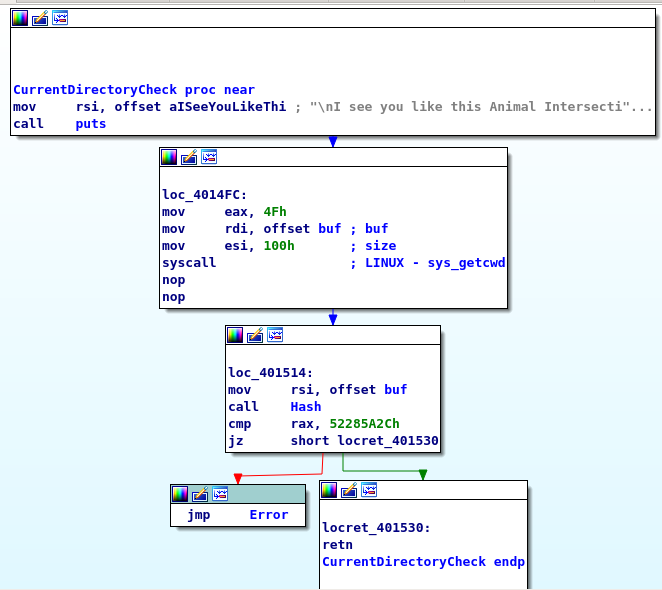 CurrentDirectoryCheck proc near
mov     rsi, offset aISeeYouLikeThi ; "\nI see you like this Animal Intersecti"...
call    puts
loc_4014FC:
mov     eax, 4Fh
mov     rdi, offset buf ; buf
mov     esi, 100h       ; size
syscall                 ; LINUX - sys_getcwd
nop
nop
loc_401514:
mov     rsi, offset buf
call    Hash
cmp     rax, 52285A2Ch
jz      short locret_401530
jmp     Error
locret_401530:
retn
CurrentDirectoryCheck endp